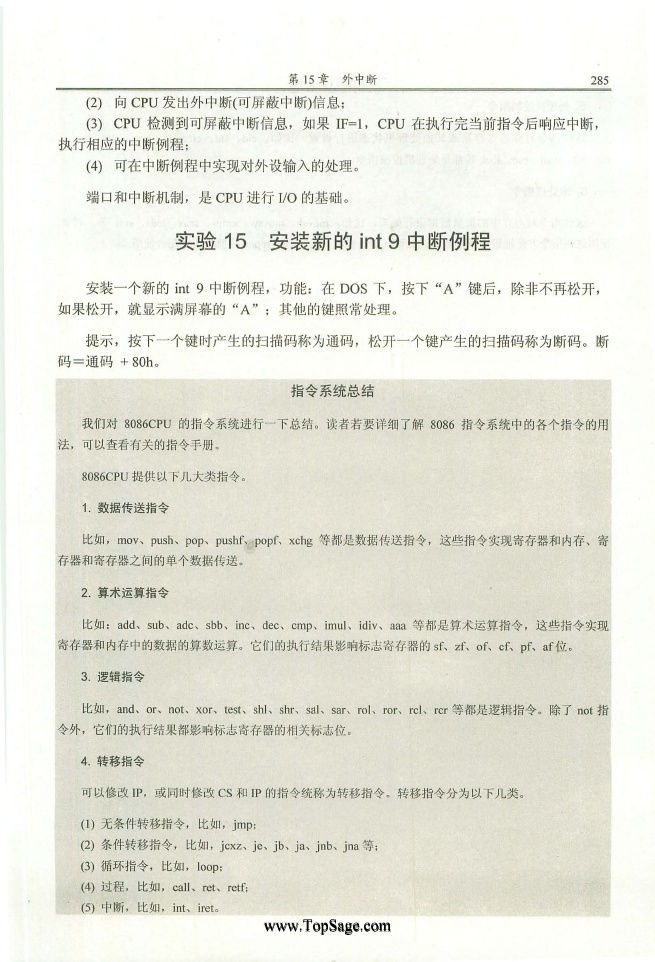 第 15 章 外中断 285
(2) 向 CPU 发出外中断(可屏蔽中断)信息；
(3) CPU 检测到可屏蔽中断信息，如果 IF=1，CPU 在执行完当前指令后响应中断，
执行相应的中断例程；
(4) 可在中断例程中实现对外设输入的处理。
端口和中断机制，是 CPU 进行 I/O 的基础。
实验 15 安装新的 int 9 中断例程
安装一个新的 int 9 中断例程，功能：在 DOS 下，按下“A”键后，除非不再松开，
如果松开，就显示满屏幕的“A”；其他的键照常处理。
提示，按下一个键时产生的扫描码称为通码，松开一个键产生的扫描码称为断码。断
码＝通码 + 80h。
指令系统总结
我们对 8086CPU 的指令系统进行一下总结。读者若要详细了解 8086 指令系统中的各个指令的用
法，可以查看有关的指令手册。
8086CPU 提供以下几大类指令。
1. 数据传送指令
比如，mov、push、pop、pushf、popf、xchg 等都是数据传送指令，这些指令实现寄存器和内存、寄
存器和寄存器之间的单个数据传送。
2. 算术运算指令
比如：add、sub、adc、sbb、inc、dec、cmp、imul、idiv、aaa 等都是算术运算指令，这些指令实现
寄存器和内存中的数据的算数运算。它们的执行结果影响标志寄存器的 sf、zf、of、cf、pf、af 位。
3. 逻辑指令
比如，and、or、not、xor、test、shl、shr、sal、sar、rol、ror、rcl、rcr 等都是逻辑指令。除了 not 指
令外，它们的执行结果都影响标志寄存器的相关标志位。
4. 转移指令
可以修改 IP，或同时修改 CS 和 IP 的指令统称为转移指令。转移指令分为以下几类。
(1) 无条件转移指令，比如，jmp；
(2) 条件转移指令，比如，jcxz、je、jb、ja、jnb、jna 等；
(3) 循环指令，比如，loop；
(4) 过程，比如，call、ret、retf；
(5) 中断，比如，int、iret。
www.TopSage.com